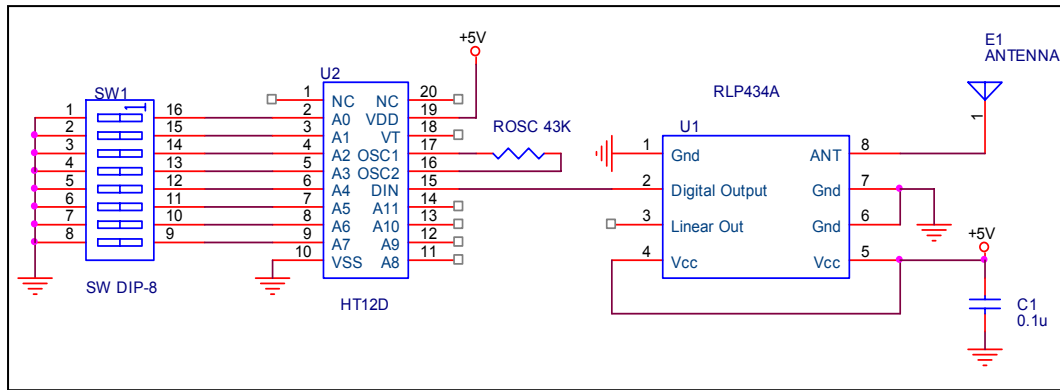 SW1
1
1 16
2 15
3 14
4 13
5 12
6 11
7 10
8 9
SW DIP-8
+5V
U2
1 NC NC 20
2 A0 VDD 19
3 A1 VT 18
4 A2 OSC1 17
5 A3 OSC2 16
6 A4 DIN 15
7 A5 A11 14
8 A6 A10 13
9 A7 A9 12
10 VSS A8 11
HT12D
ROSC 43K
RLP434A
U1
1 Gnd ANT 8
2 Digital Output Gnd 7
3 Linear Out Gnd 6
4 Vcc Vcc 5
E1
ANTENNA
1
+5V
C1
0.1u